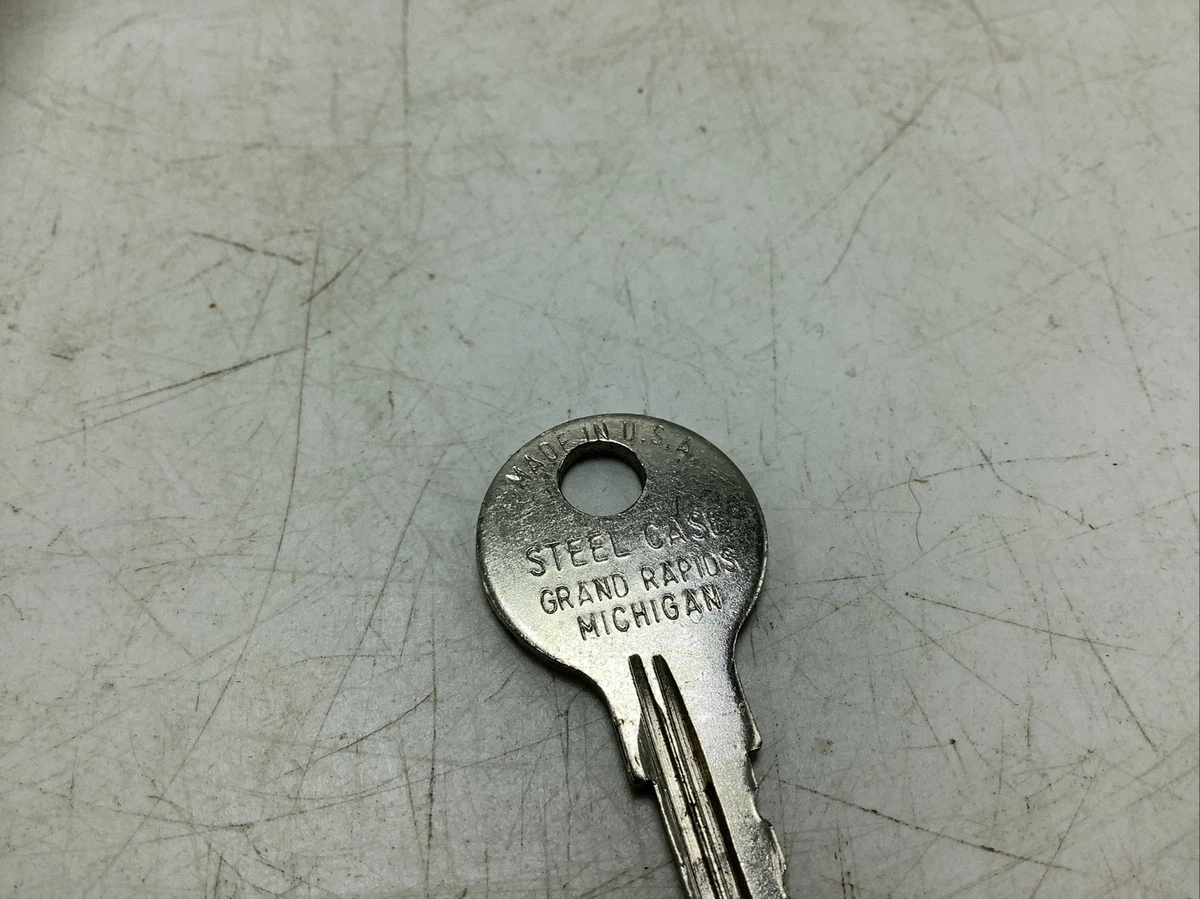 MADE IN U.S.A.
STEEL CASE
GRAND RAPIDS
MICHIGAN